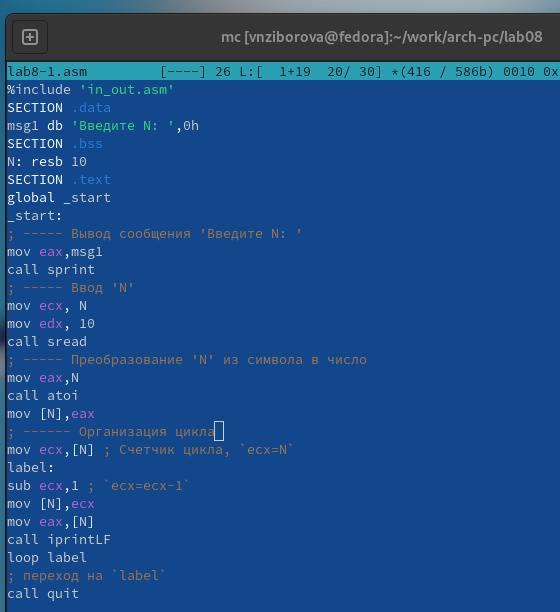 mc [vnziborova@fedora]:~/work/arch-pc/lab08
lab8-1.asm [----] 26 L:[ 1+19 20/ 30] *(416 / 586b) 0010 0x
%include 'in_out.asm'
SECTION .data
msg1 db 'Введите N: ',0h
SECTION .bss
N: resb 10
SECTION .text
global _start
_start:
; ----- Вывод сообщения 'Введите N: '
mov eax,msg1
call sprint
; ----- Ввод 'N'
mov ecx, N
mov edx, 10
call sread
; ----- Преобразование 'N' из символа в число
mov eax,N
call atoi
mov [N],eax
; ------ Организация цикла
mov ecx,[N] ; Счетчик цикла, `ecx=N`
label:
sub ecx,1 ; `ecx=ecx-1`
mov [N],ecx
mov eax,[N]
call iprintLF
loop label
; переход на `label`
call quit